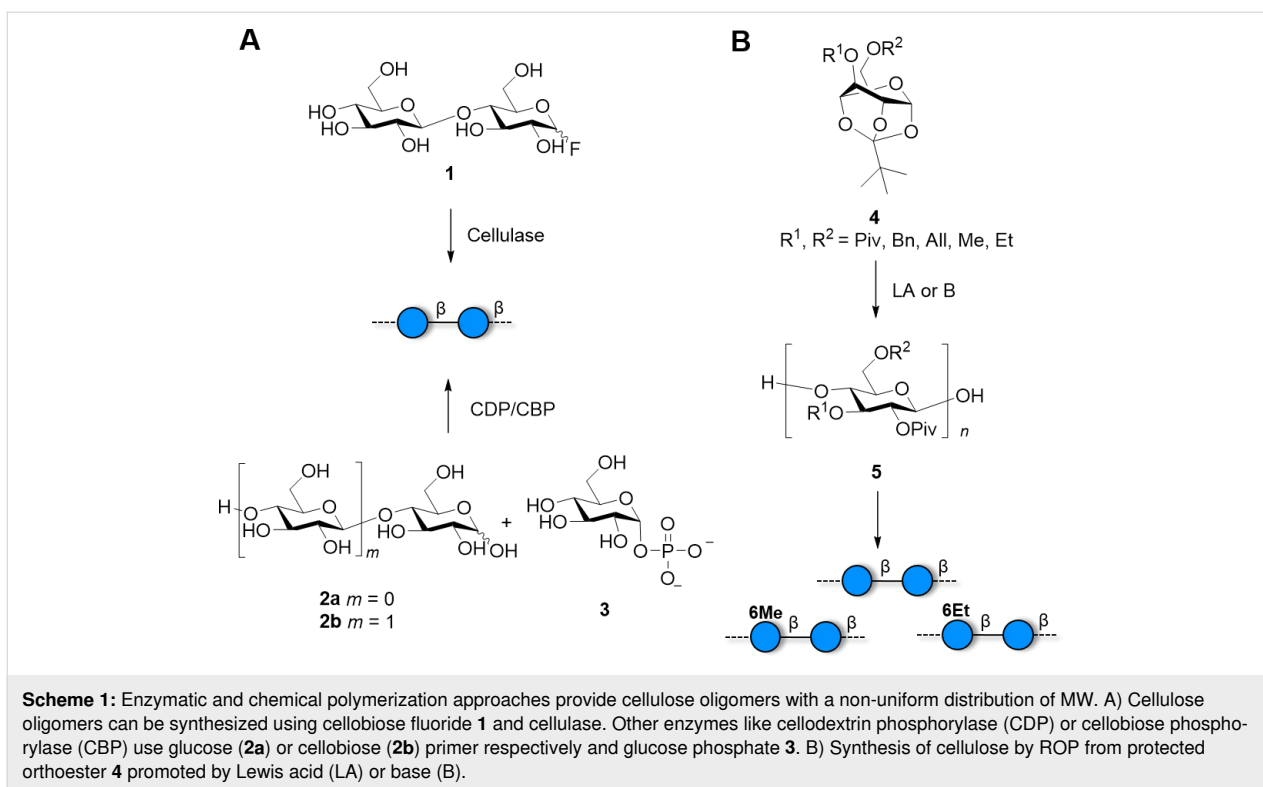 A
OH
OH
HO
HO
O
O
O
HO
OH
OH
F
1
Cellulase
β
β
CDP/CBP
OH
OH
H
O
O
O
O
HO
HO
OH
OH
OH
m
+
OH
HO
HO
O
HO
O
O
P
O−
O−
2a m = 0
2b m = 1
3
B
R¹O
OR²
O
O
O
O
4
R¹, R² = Piv, Bn, All, Me, Et
LA or B
OR²
H
O
O
OH
R¹O
OPiv
n
5
β
β
6Me
β
β
6Et
β
β
Scheme 1: Enzymatic and chemical polymerization approaches provide cellulose oligomers with a non-uniform distribution of MW. A) Cellulose
oligomers can be synthesized using cellobiose fluoride 1 and cellulase. Other enzymes like cellodextrin phosphorylase (CDP) or cellobiose phospho-
rylase (CBP) use glucose (2a) or cellobiose (2b) primer respectively and glucose phosphate 3. B) Synthesis of cellulose by ROP from protected
orthoester 4 promoted by Lewis acid (LA) or base (B).